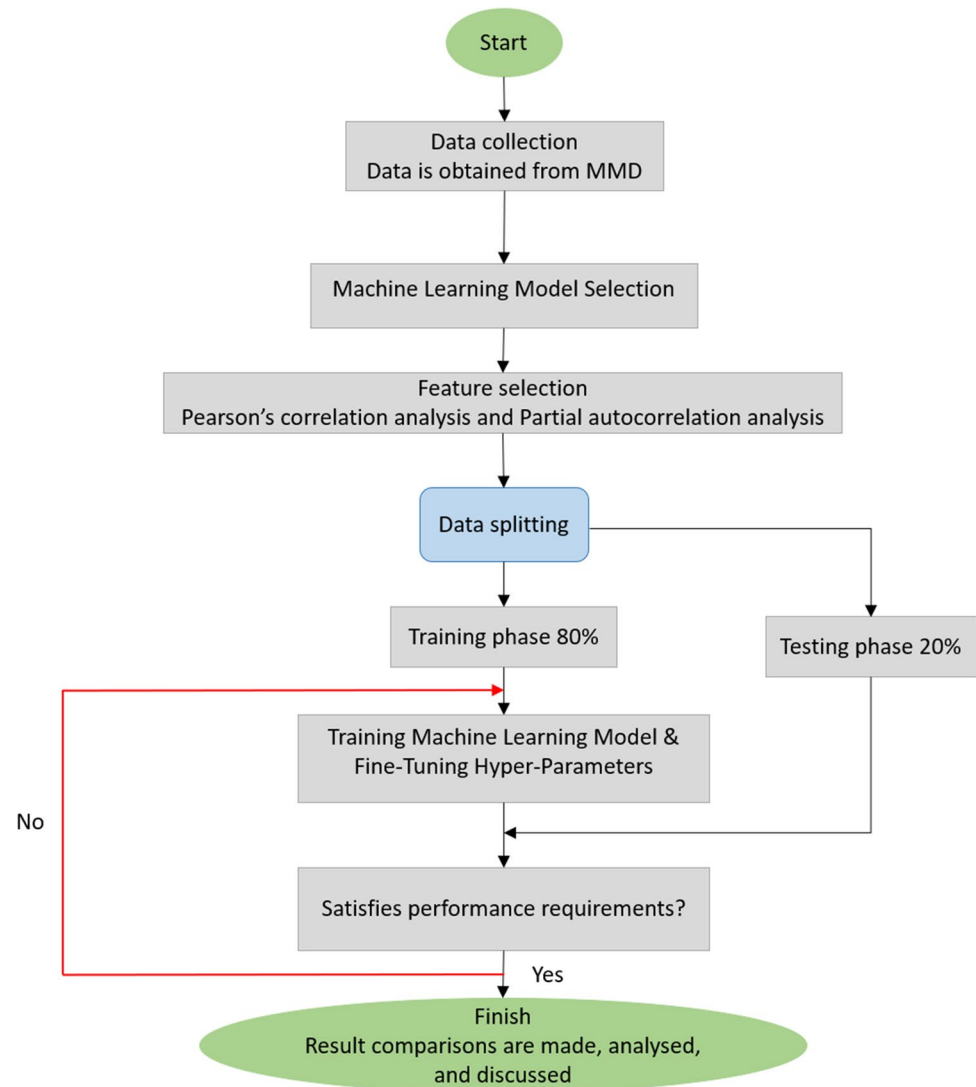 Start
Data collection
Data is obtained from MMD
Machine Learning Model Selection
Feature selection
Pearson’s correlation analysis and Partial autocorrelation analysis
Data splitting
Training phase 80%
Testing phase 20%
Training Machine Learning Model &
Fine-Tuning Hyper-Parameters
No
Satisfies performance requirements?
Yes
Finish
Result comparisons are made, analysed,
and discussed